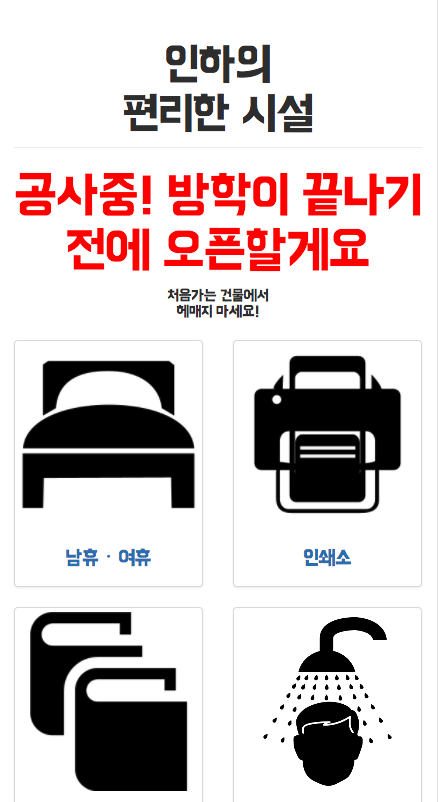 인하의
편리한 시설
공사중! 방학이 끝나기
전에 오픈할게요
처음가는 건물에서
헤매지 마세요!
남휴 · 여휴
인쇄소